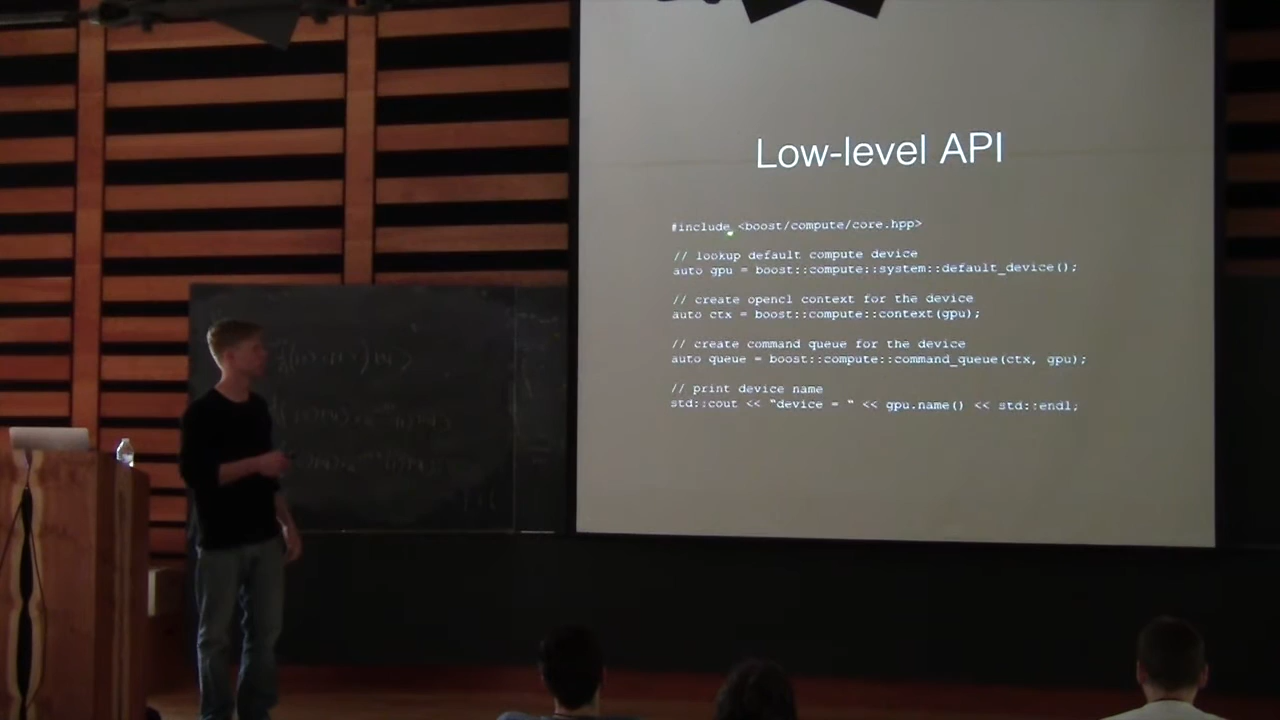 Low-level API
#include <boost/compute/core.hpp>
// lookup default compute device
auto gpu = boost::compute::system::default_device();
// create opencl context for the device
auto ctx = boost::compute::context(gpu);
// create command queue for the device
auto queue = boost::compute::command_queue(ctx, gpu);
// print device name
std::cout << "device = " << gpu.name() << std::endl;